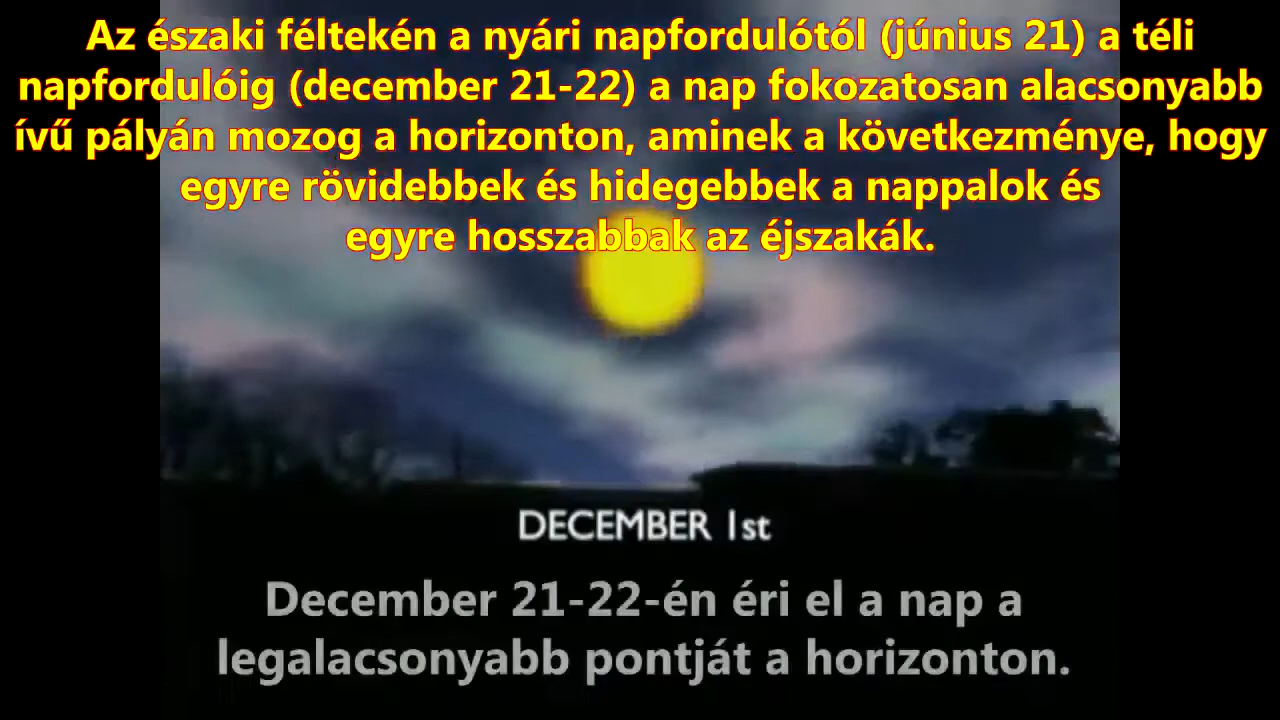 Az északi féltekén a nyári napfordulótól (június 21) a téli
napfordulóig (december 21-22) a nap fokozatosan alacsonyabb
ívű pályán mozog a horizonton, aminek a következménye, hogy
egyre rövidebbek és hidegebbek a nappalok és
egyre hosszabbak az éjszakák.
DECEMBER 1st
December 21-22-én éri el a nap a
legalacsonyabb pontját a horizonton.